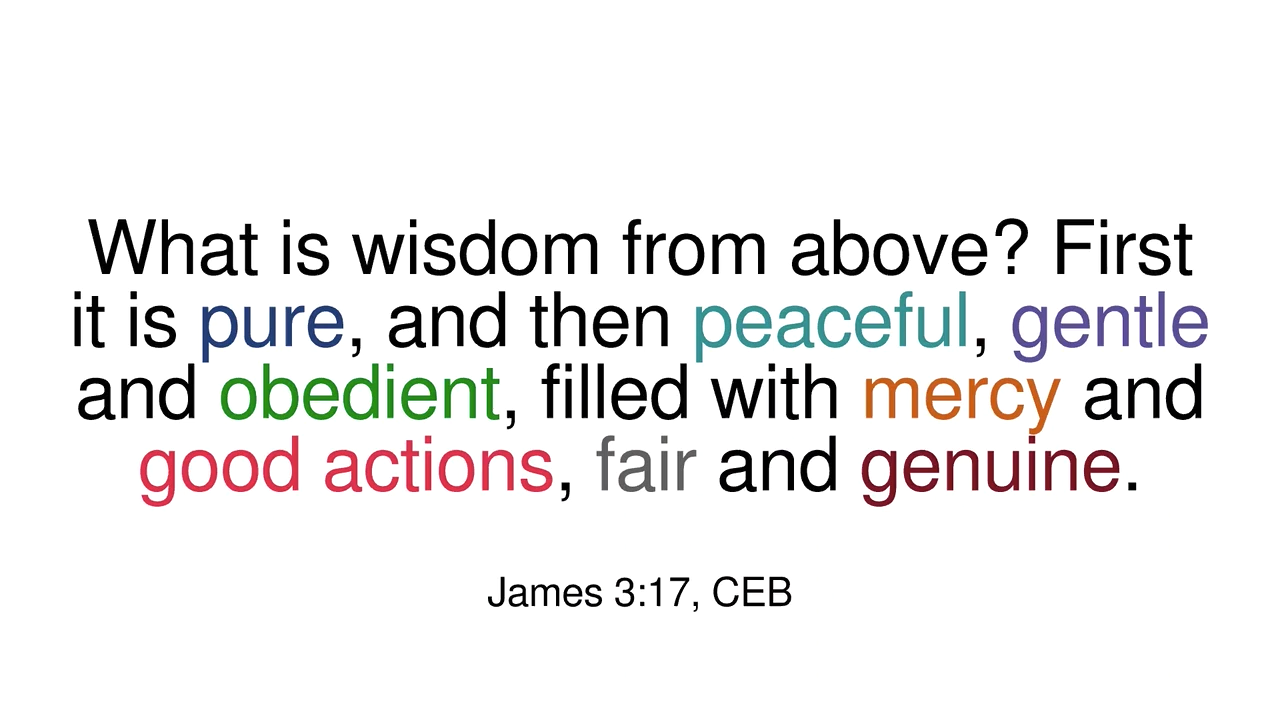 What is wisdom from above? First
it is pure, and then peaceful, gentle
and obedient, filled with mercy and
good actions, fair and genuine.
James 3:17, CEB